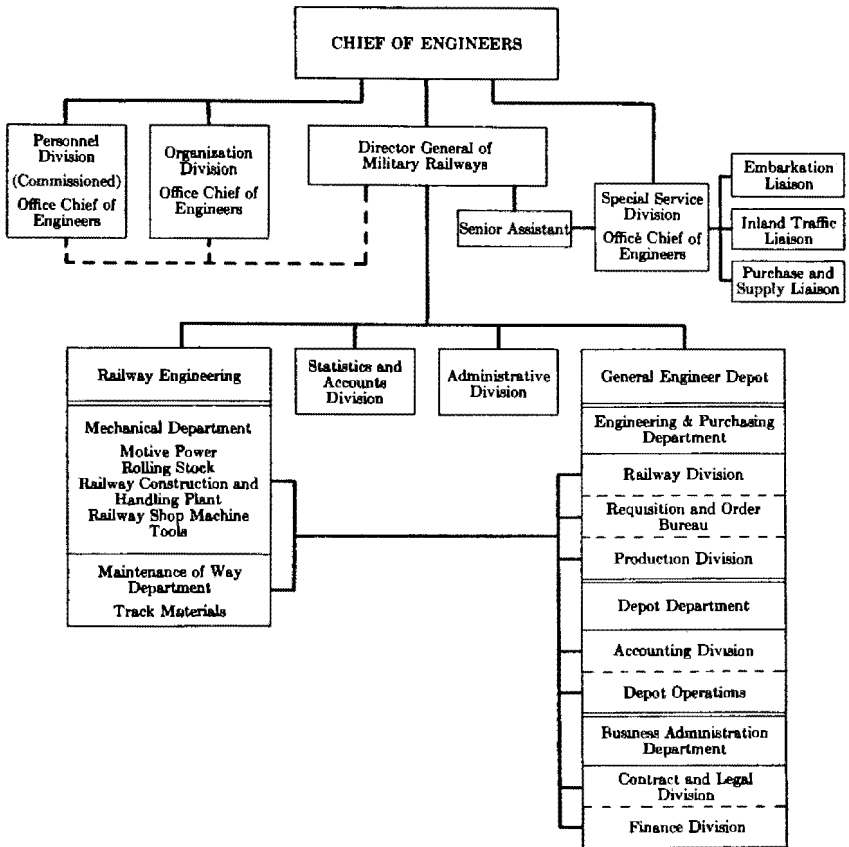 CHIEF OF ENGINEERS
Personnel
Division
(Commissioned)
Office Chief of
Engineers
Organization
Division
Office Chief of
Engineers
Director General of
Military Railways
Senior Assistant
Special Service
Division
Office Chief of
Engineers
Embarkation
Liaison
Inland Traffic
Liaison
Purchase and
Supply Liaison
Railway Engineering
Mechanical Department
Motive Power
Rolling Stock
Railway Construction and
Handling Plant
Railway Shop Machine
Tools
Maintenance of Way
Department
Track Materials
Statistics and
Accounts
Division
Administrative
Division
General Engineer Depot
Engineering & Purchasing
Department
Railway Division
Requisition and Order
Bureau
Production Division
Depot Department
Accounting Division
Depot Operations
Business Administration
Department
Contract and Legal
Division
Finance Division